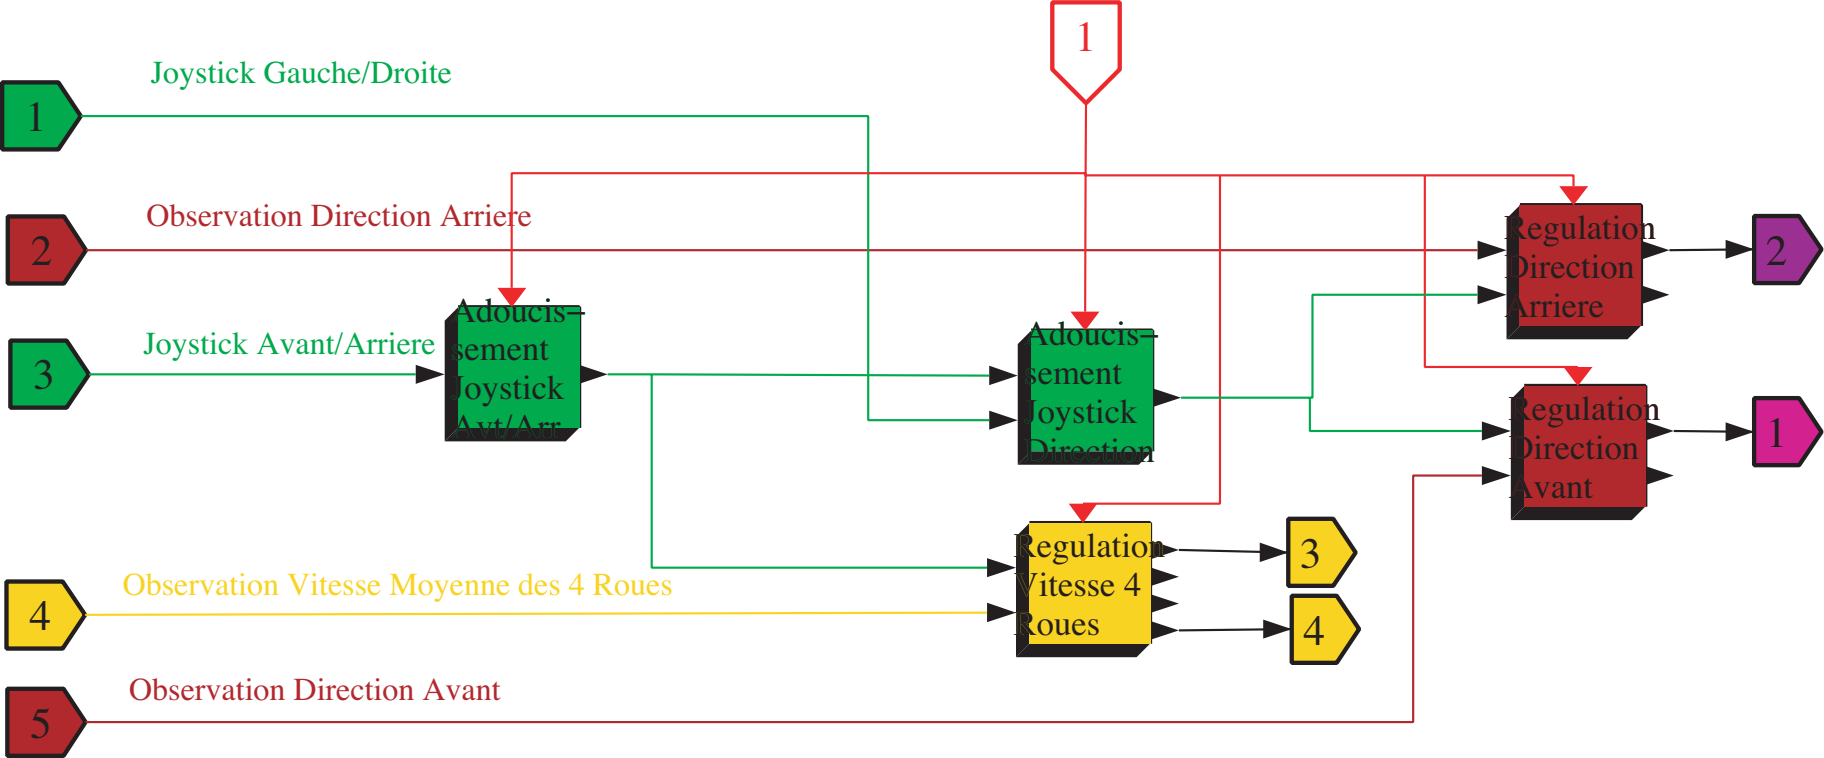 1
Joystick Gauche/Droite
1
Observation Direction Arriere
2
Regulation
Direction
Arriere
2
Joystick Avant/Arriere
3
Adoucis-
sement
Joystick
Avt/Arr
Adoucis-
sement
Joystick
Direction
Regulation
Direction
Avant
1
Observation Vitesse Moyenne des 4 Roues
4
Regulation
Vitesse 4
Roues
3
4
Observation Direction Avant
5